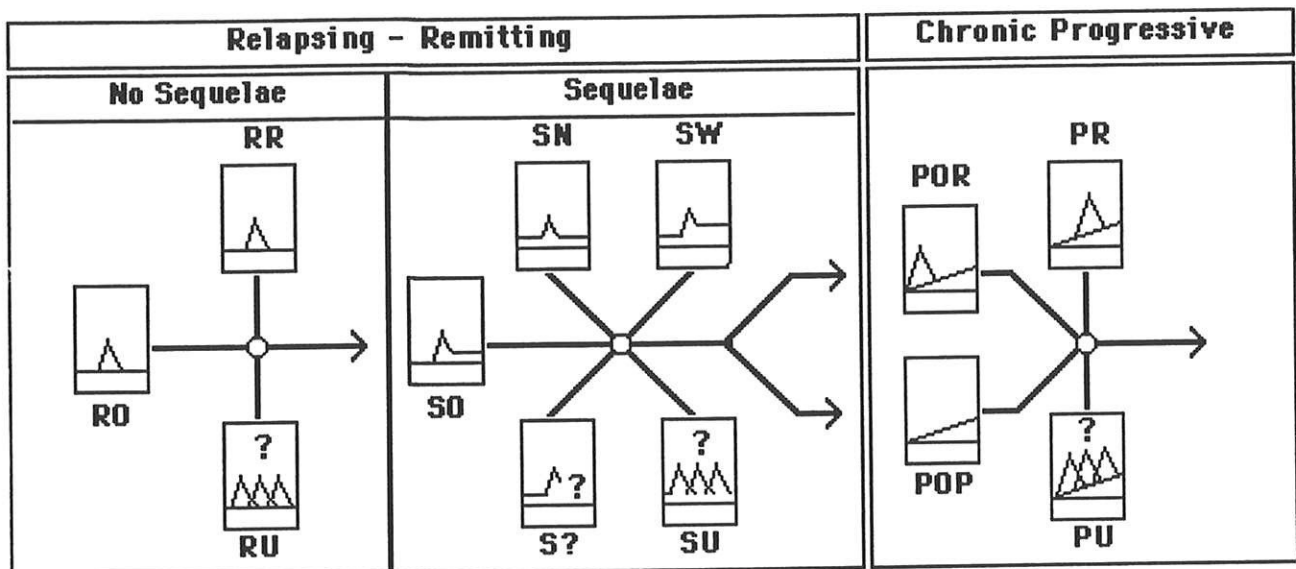 Relapsing - Remitting
Chronic Progressive
No Sequelae
Sequelae
RR
SN
SW
PR
POR
RO
SO
?
?
?
?
POP
RU
S?
SU
PU